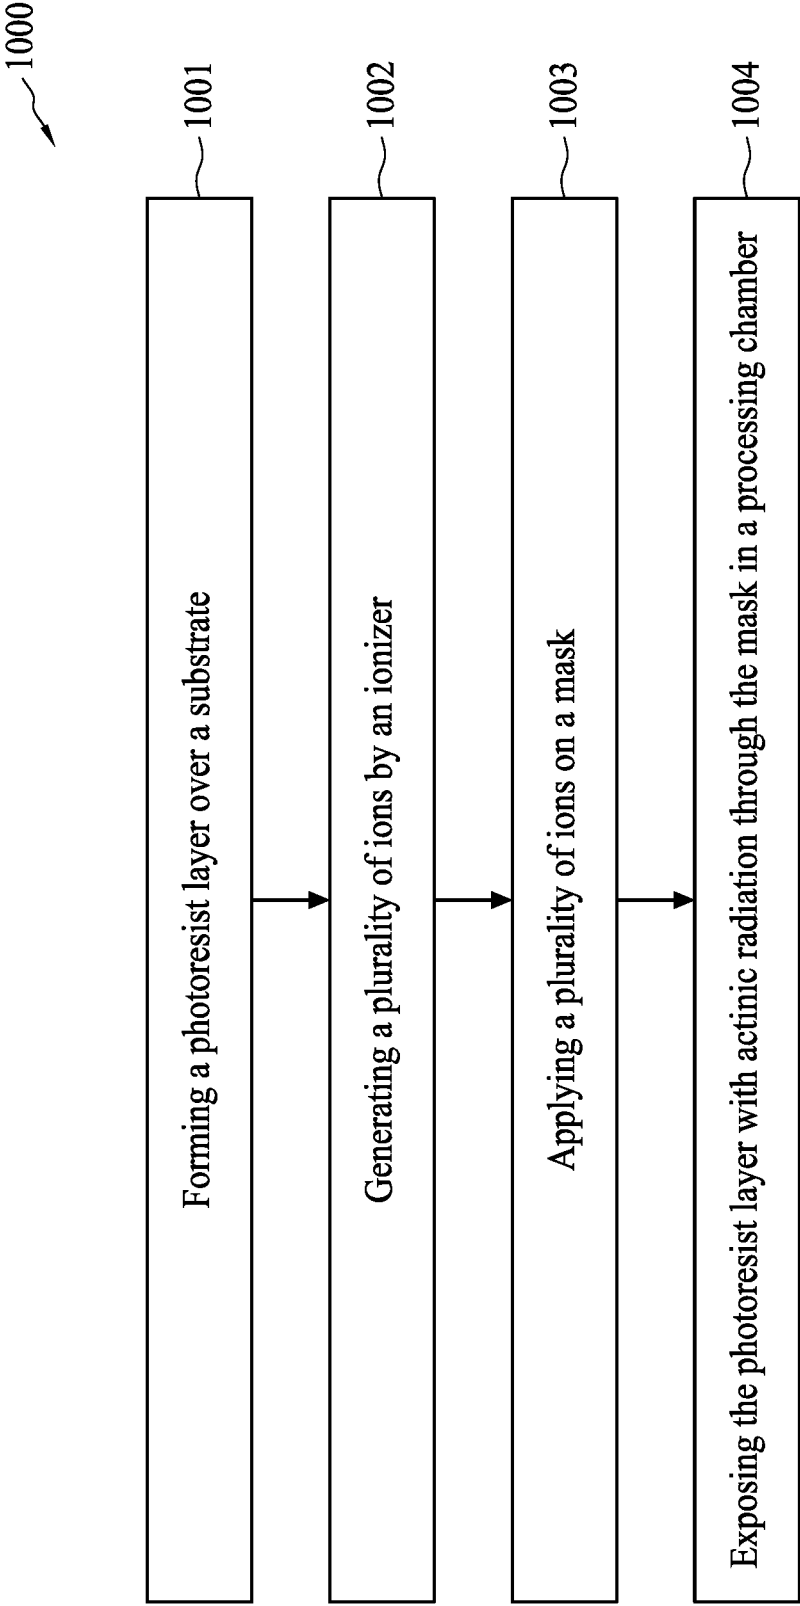 1000
1001
Forming a photoresist layer over a substrate
1002
Generating a plurality of ions by an ionizer
1003
Applying a plurality of ions on a mask
1004
Exposing the photoresist layer with actinic radiation through the mask in a processing chamber